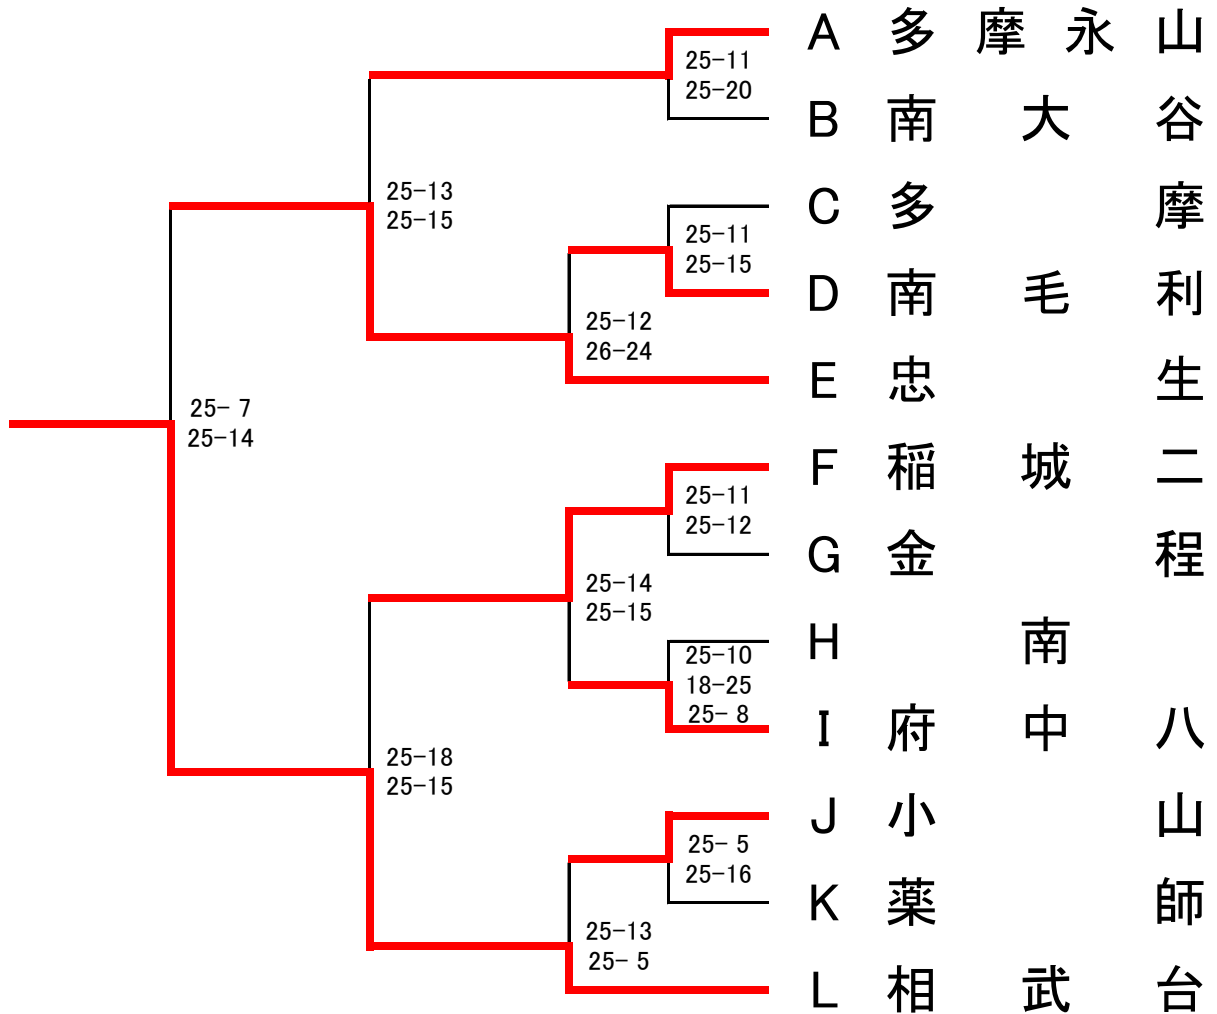 A 多摩永山
25-11
25-20
B 南大谷
25-13
25-15
C 多摩
25-11
25-15
D 南毛利
25-12
26-24
E 忠生
25- 7
25-14
F 稲城二
25-11
25-12
G 金程
25-14
25-15
H 南
25-10
18-25
25- 8
I 府中八
25-18
25-15
J 小山
25- 5
25-16
K 薬師
25-13
25- 5
L 相武台